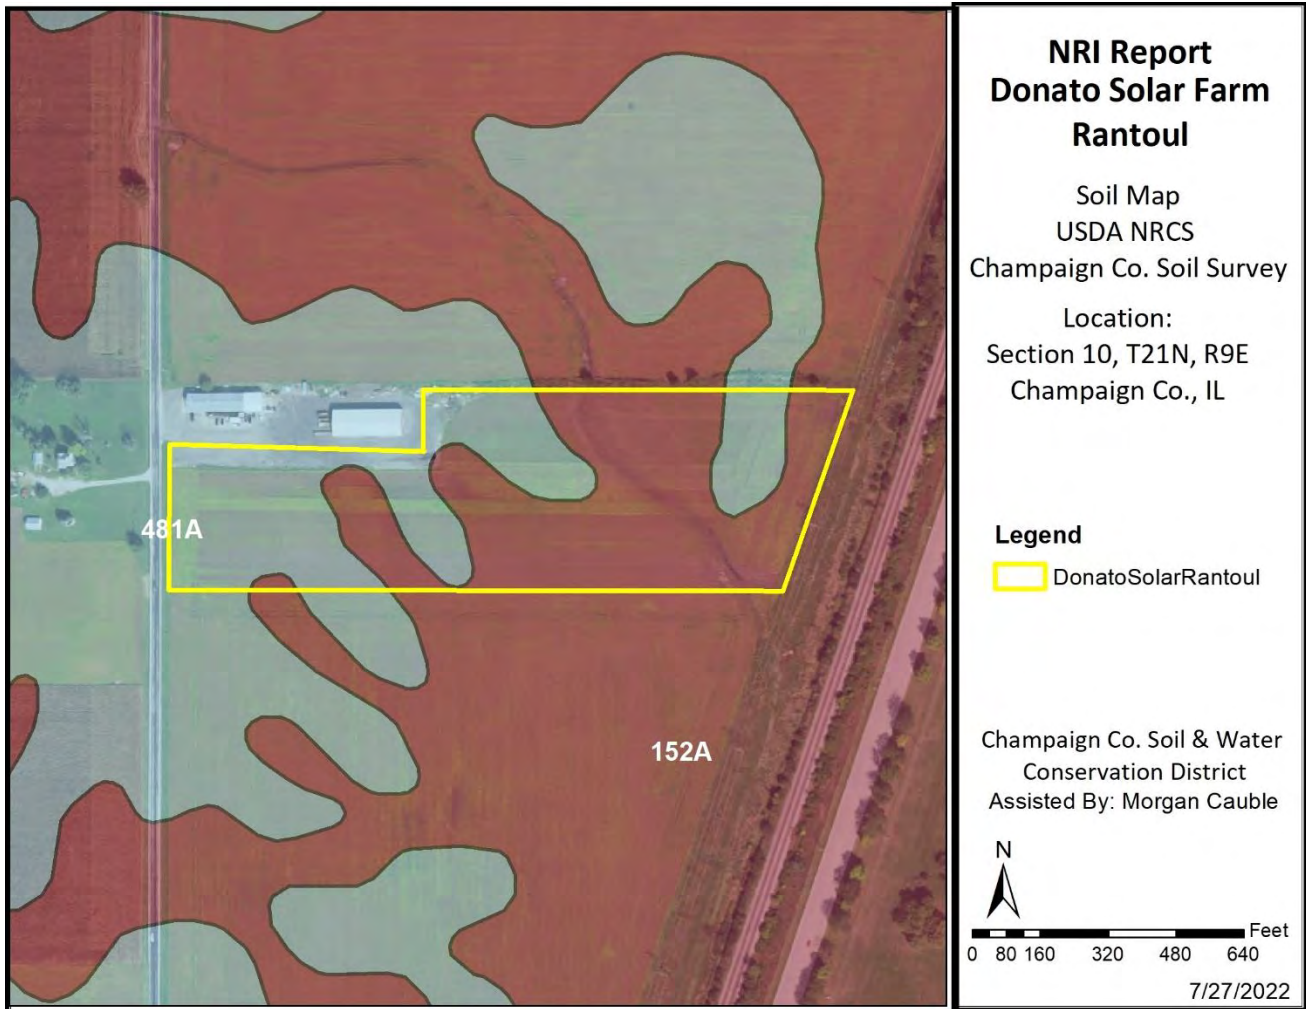 NRI Report
Donato Solar Farm
Rantoul
Soil Map
USDA NRCS
Champaign Co. Soil Survey
Location:
Section 10, T21N, R9E
Champaign Co., IL
481A
152A
Legend
DonatoSolarRantoul
Champaign Co. Soil & Water
Conservation District
Assisted By: Morgan Cauble
N
Feet
0 80 160 320 480 640
7/27/2022